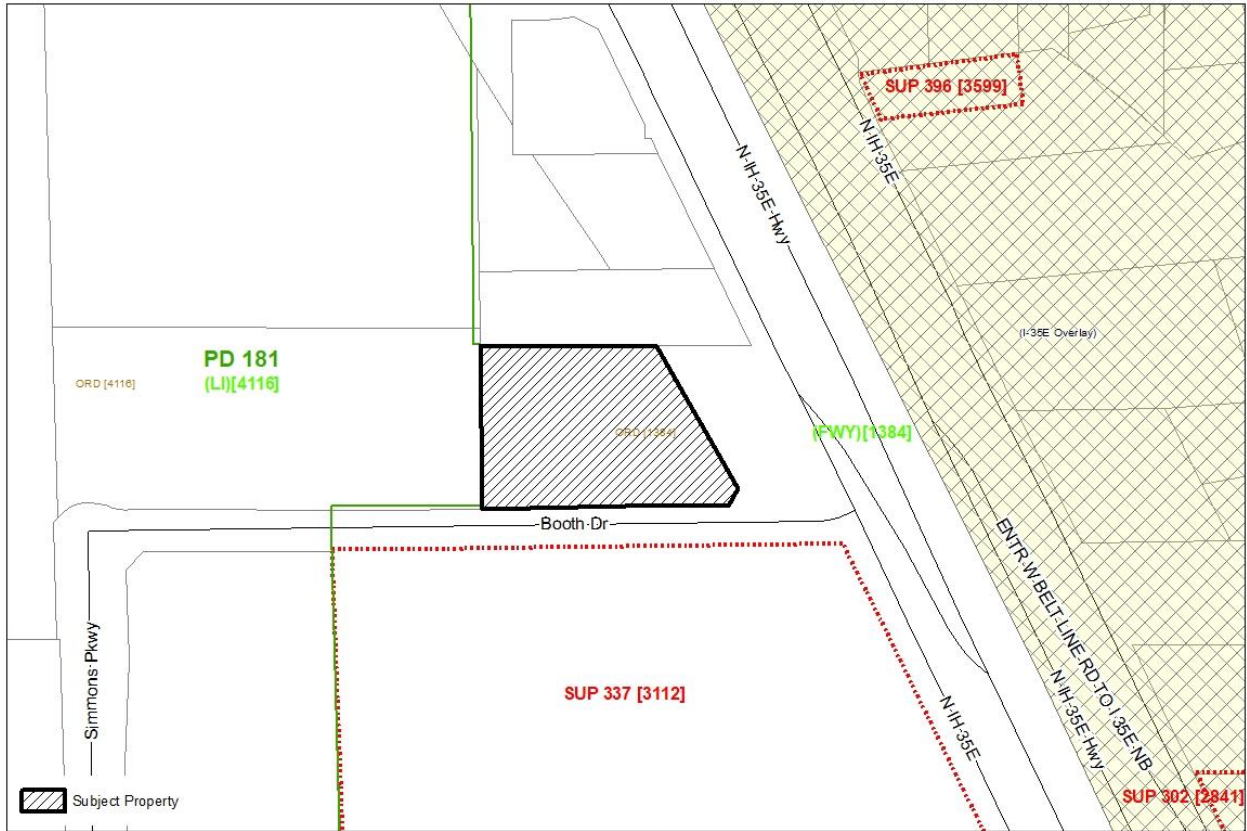 SUP 396 [3599]
N-IH-35E
N-IH-35E-Hwy
(I-35E Overlay)
PD 181
(LI)[4116]
ORD [4116]
ORD [1384]
(FWY)[1384]
Booth-Dr
ENTR-W-BELT-LINE-RD-TO-I-35E-NB
N-IH-35E-Hwy
Simmons-Pkwy
SUP 337 [3112]
N-IH-35E
SUP 302 [2841]
Subject Property